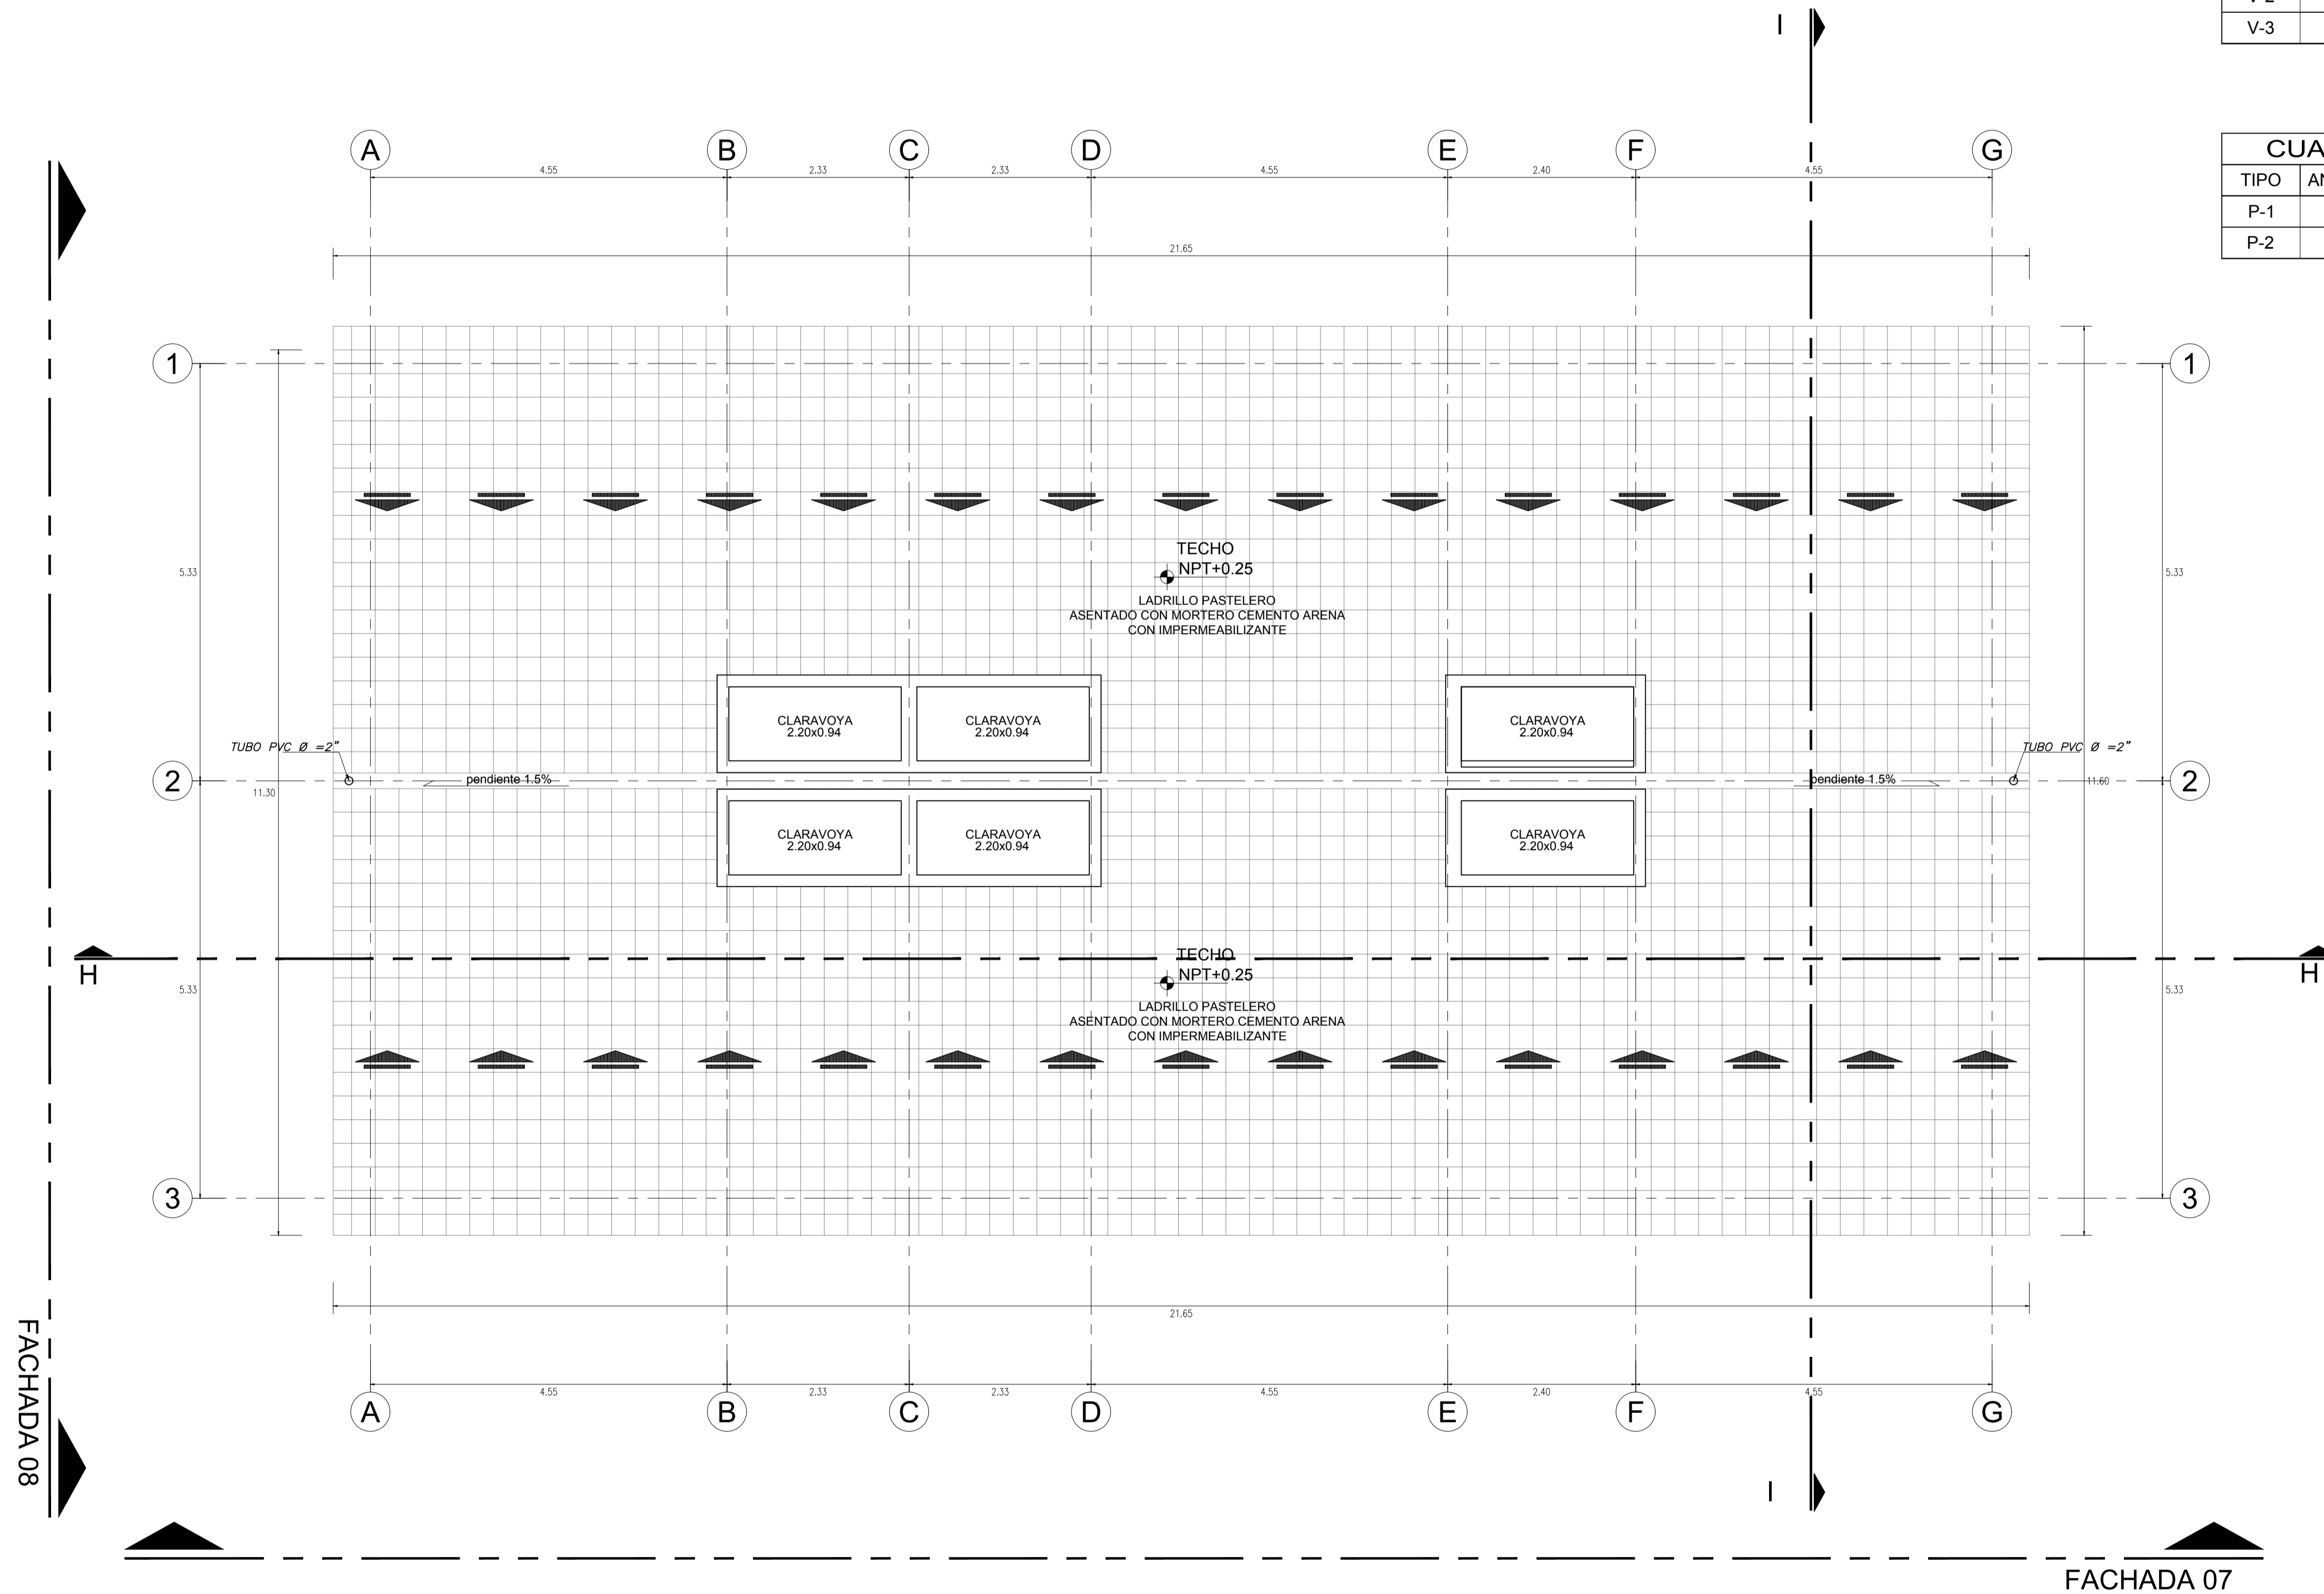 V-3
I
CUA
TIPO
P-1
P-2
A B C D E F G
4.55 2.33 2.33 4.55 2.40 4.55
21.65
1 1
5.33 5.33
TECHO
NPT+0.25
LADRILLO PASTELERO
ASENTADO CON MORTERO CEMENTO ARENA
CON IMPERMEABILIZANTE
CLARAVOYA CLARAVOYA CLARAVOYA
2.20x0.94 2.20x0.94 2.20x0.94
TUBO PVC Ø =2" TUBO PVC Ø =2"
2 pendiente 1.5% pendiente 1.5% 11.60 2
11.30
CLARAVOYA CLARAVOYA CLARAVOYA
2.20x0.94 2.20x0.94 2.20x0.94
TECHO
H H
NPT+0.25
5.33 5.33
LADRILLO PASTELERO
ASENTADO CON MORTERO CEMENTO ARENA
CON IMPERMEABILIZANTE
3 3
21.65
4.55 2.33 2.33 4.55 2.40 4.55
A B C D E F G
FACHADA 08
I
FACHADA 07